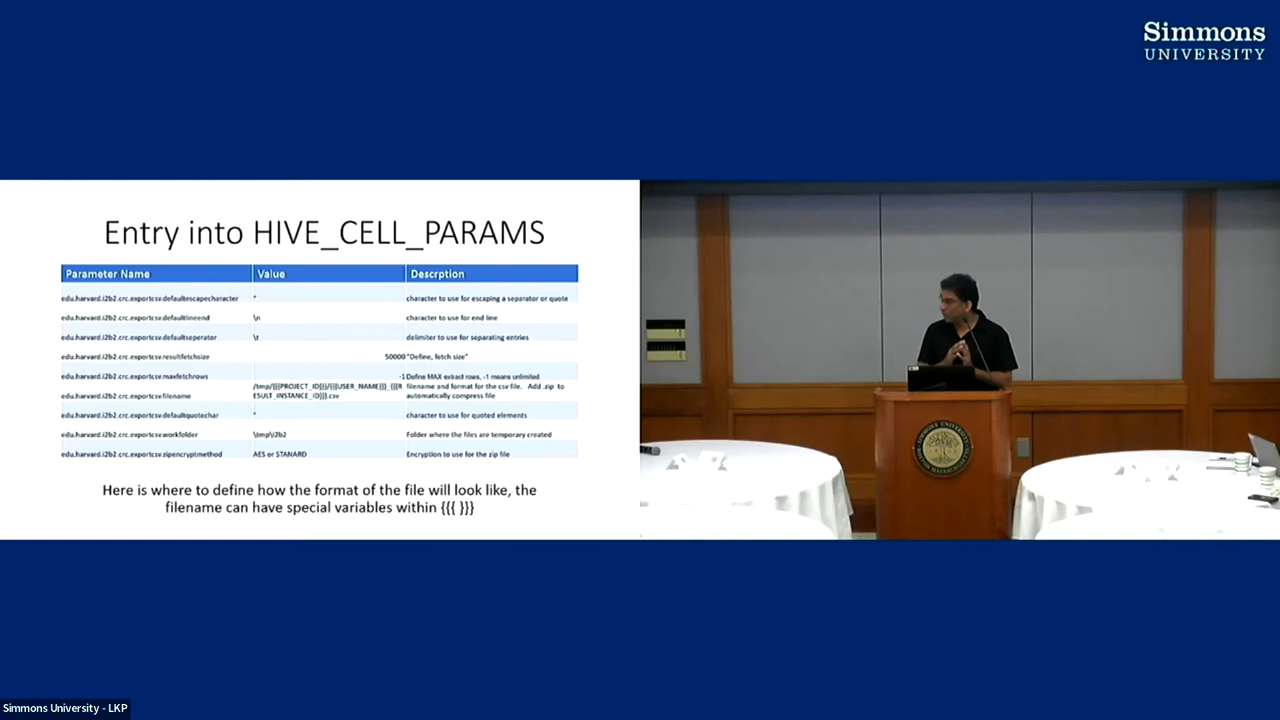 Simmons
UNIVERSITY
Entry into HIVE_CELL_PARAMS
Parameter Name Value Descrption
edu.harvard.i2b2.crc.exportcsv.defaultescapecharacter " character to use for escaping a separator or quote
edu.harvard.i2b2.crc.exportcsv.defaultlineend \n character to use for end line
edu.harvard.i2b2.crc.exportcsv.defaultseperator \t delimiter to use for separating entries
edu.harvard.i2b2.crc.exportcsv.resultfetchsize 50000 "Define, fetch size"
edu.harvard.i2b2.crc.exportcsv.maxfetchrows -1 Define MAX extract rows, -1 means unlimited
/tmp/{{{PROJECT_ID}}}/{{{USER_NAME}}}_{{{R filename and format for the csv file. Add .zip to
edu.harvard.i2b2.crc.exportcsv.filename ESULT_INSTANCE_ID}}}.csv automatically compress file
edu.harvard.i2b2.crc.exportcsv.defaultquotechar " character to use for quoted elements
edu.harvard.i2b2.crc.exportcsv.workfolder \tmp\i2b2 Folder where the files are temporary created
edu.harvard.i2b2.crc.exportcsv.zipencryptmethod AES or STANARD Encryption to use for the zip file
Here is where to define how the format of the file will look like, the
filename can have special variables within {{{ }}}
SIMMONS UNIVERSITY
Simmons University - LKP